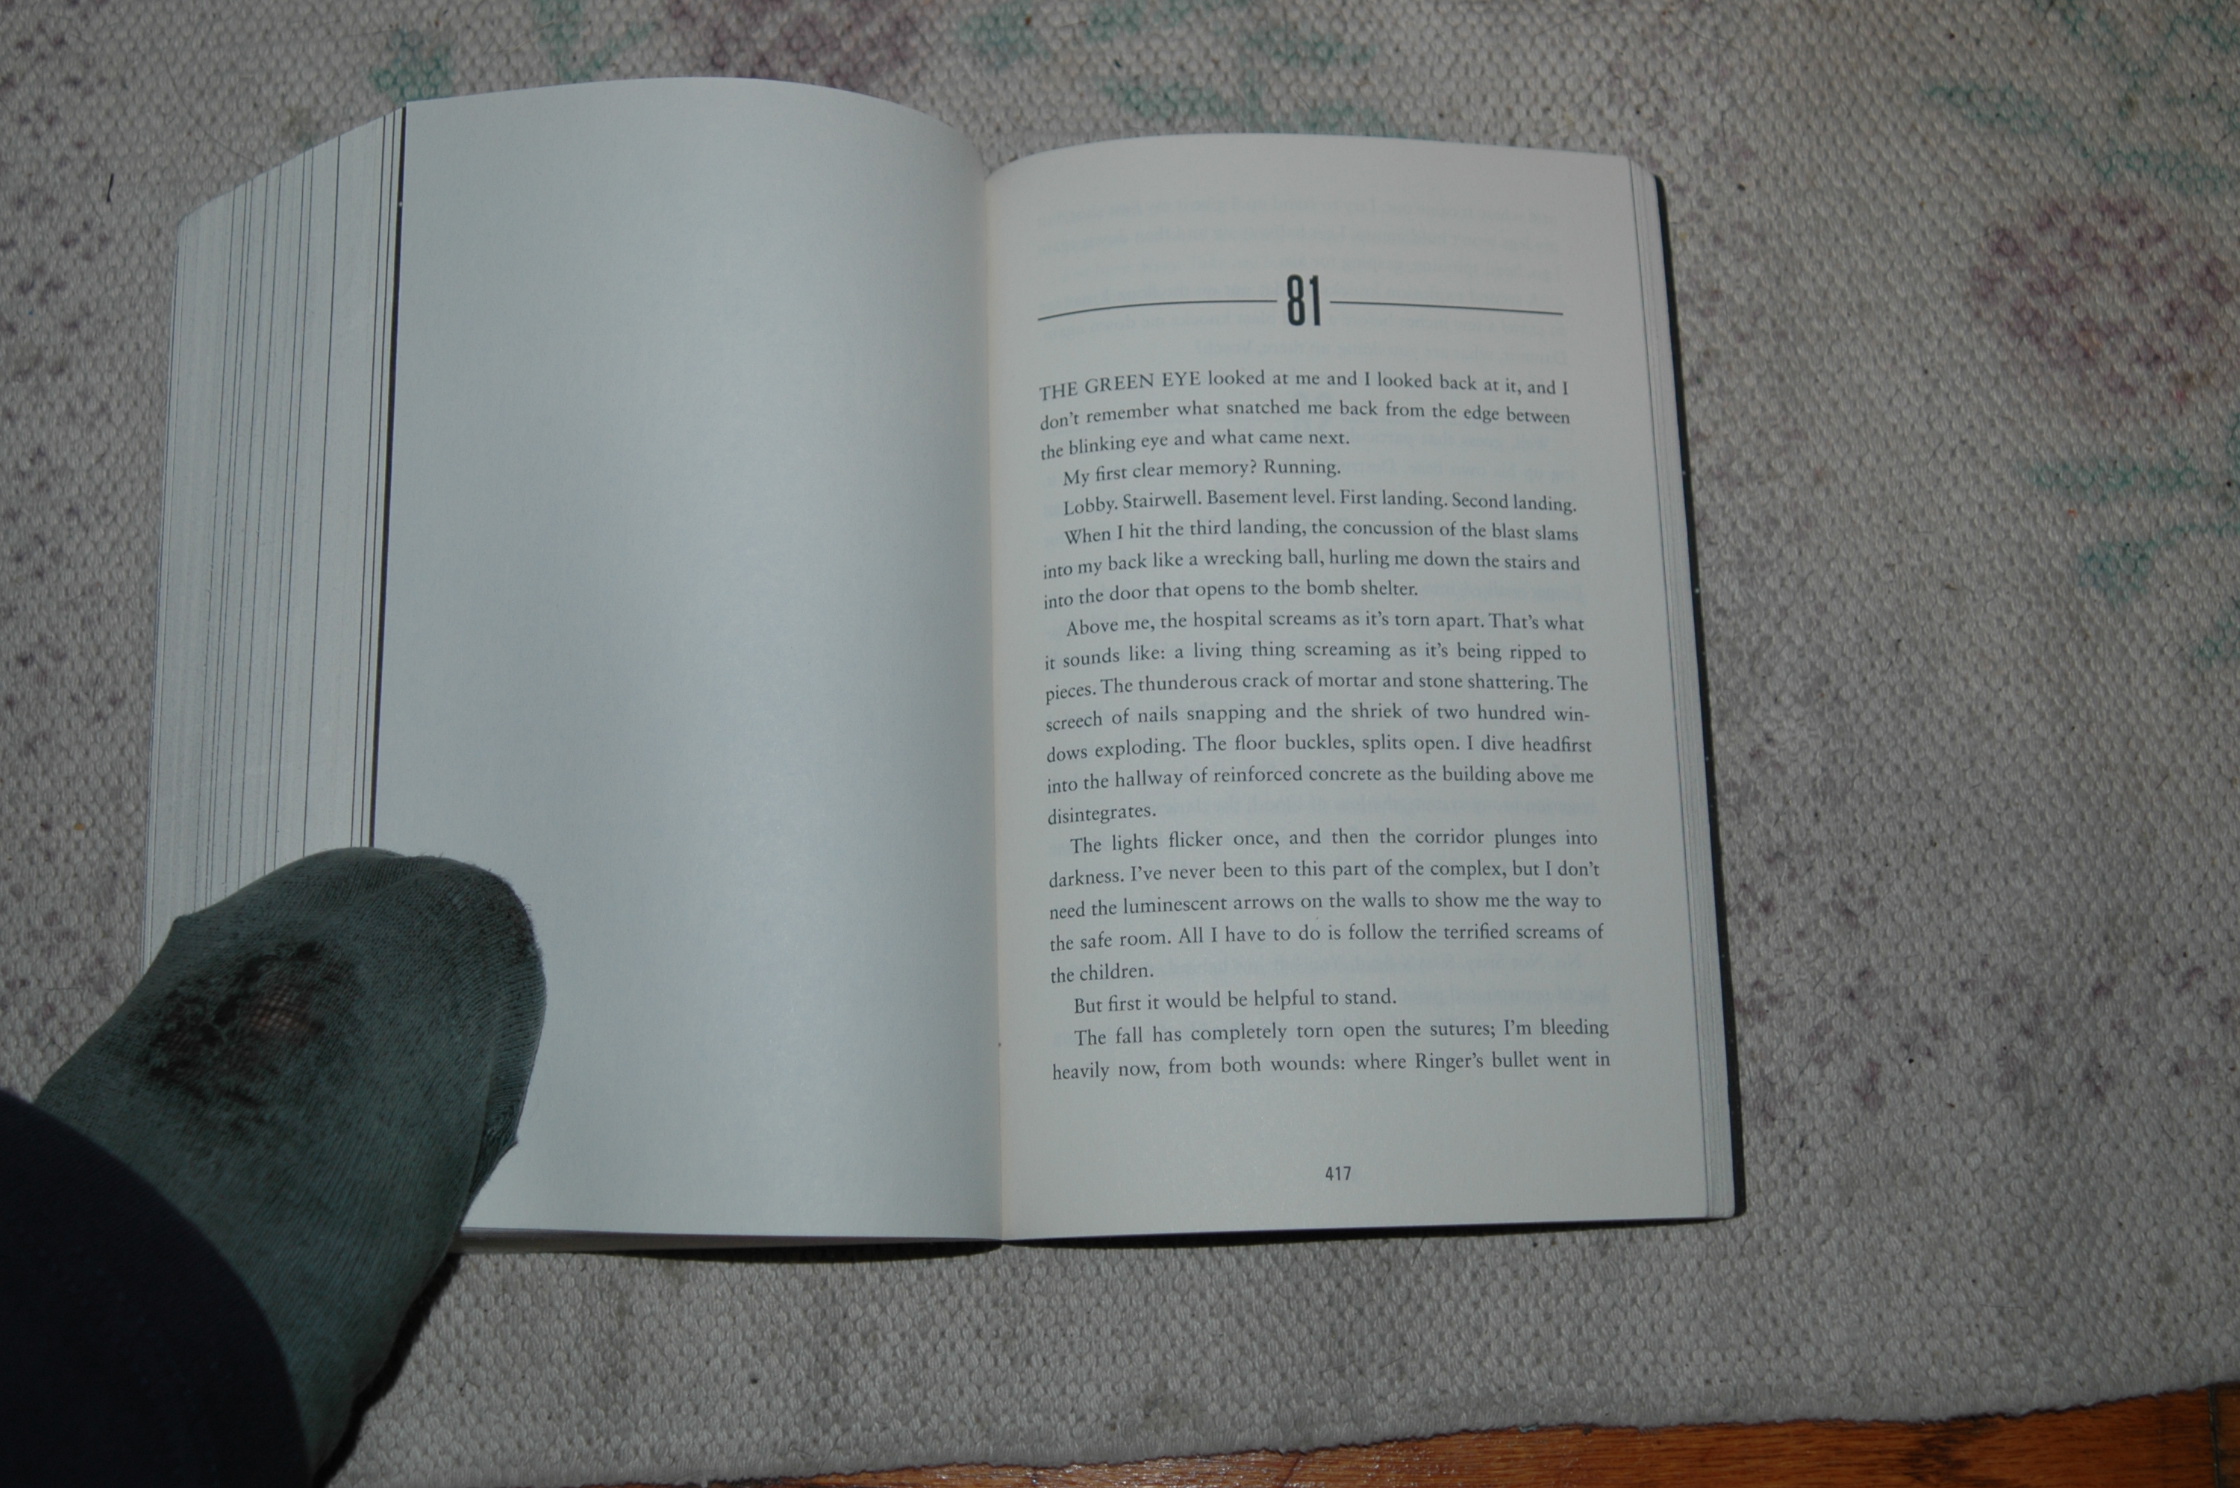 81
THE GREEN EYE looked at me and I looked back at it, and I
don't remember what snatched me back from the edge between
the blinking eye and what came next.
My first clear memory? Running.
Lobby. Stairwell. Basement level. First landing. Second landing.
When I hit the third landing, the concussion of the blast slams
into my back like a wrecking ball, hurling me down the stairs and
into the door that opens to the bomb shelter.
Above me, the hospital screams as it's torn apart. That's what
it sounds like: a living thing screaming as it's being ripped to
pieces. The thunderous crack of mortar and stone shattering. The
screech of nails snapping and the shriek of two hundred win-
dows exploding. The floor buckles, splits open. I dive headfirst
into the hallway of reinforced concrete as the building above me
disintegrates.
The lights flicker once, and then the corridor plunges into
darkness. I've never been to this part of the complex, but I don't
need the luminescent arrows on the walls to show me the way to
the safe room. All I have to do is follow the terrified screams of
the children.
But first it would be helpful to stand.
The fall has completely torn open the sutures; I'm bleeding
heavily now, from both wounds: where Ringer's bullet went in
417